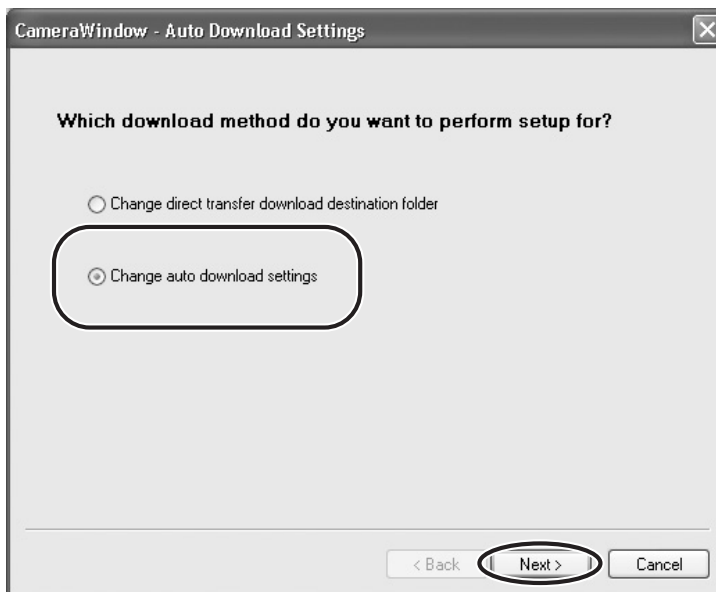 CameraWindow - Auto Download Settings
Which download method do you want to perform setup for?
Change direct transfer download destination folder
Change auto download settings
< Back Next > Cancel